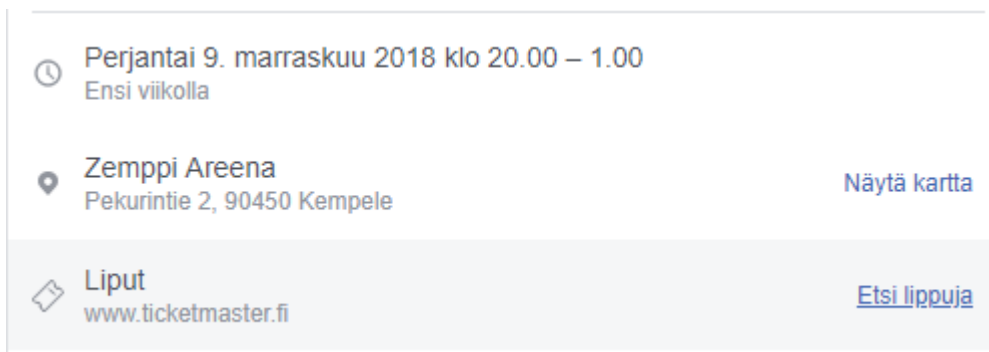 Perjantai 9. marraskuu 2018 klo 20.00 – 1.00
Ensi viikolla
Zemppi Areena
Pekurintie 2, 90450 Kempele
Näytä kartta
Liput
www.ticketmaster.fi
Etsi lippuja